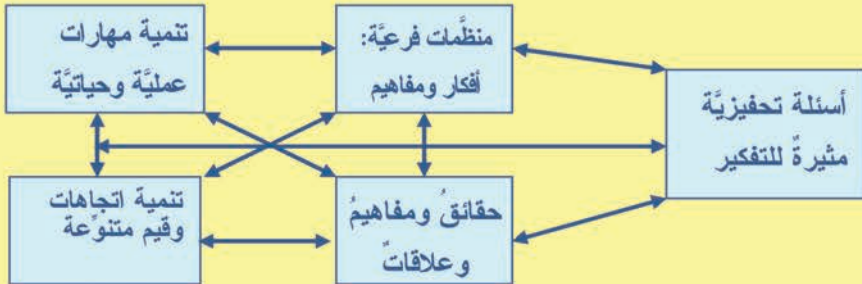 أسئلة تحفيزيَّة
مثيرةٌ للتفكير
منظَّمات فرعيَّة:
أفكار ومفاهيم
تنمية مهارات
عمليَّة وحياتيَّة
حقائقُ ومفاهيمُ
وعلاقاتٌ
تنمية اتجاهات
وقيم متنوِّعة